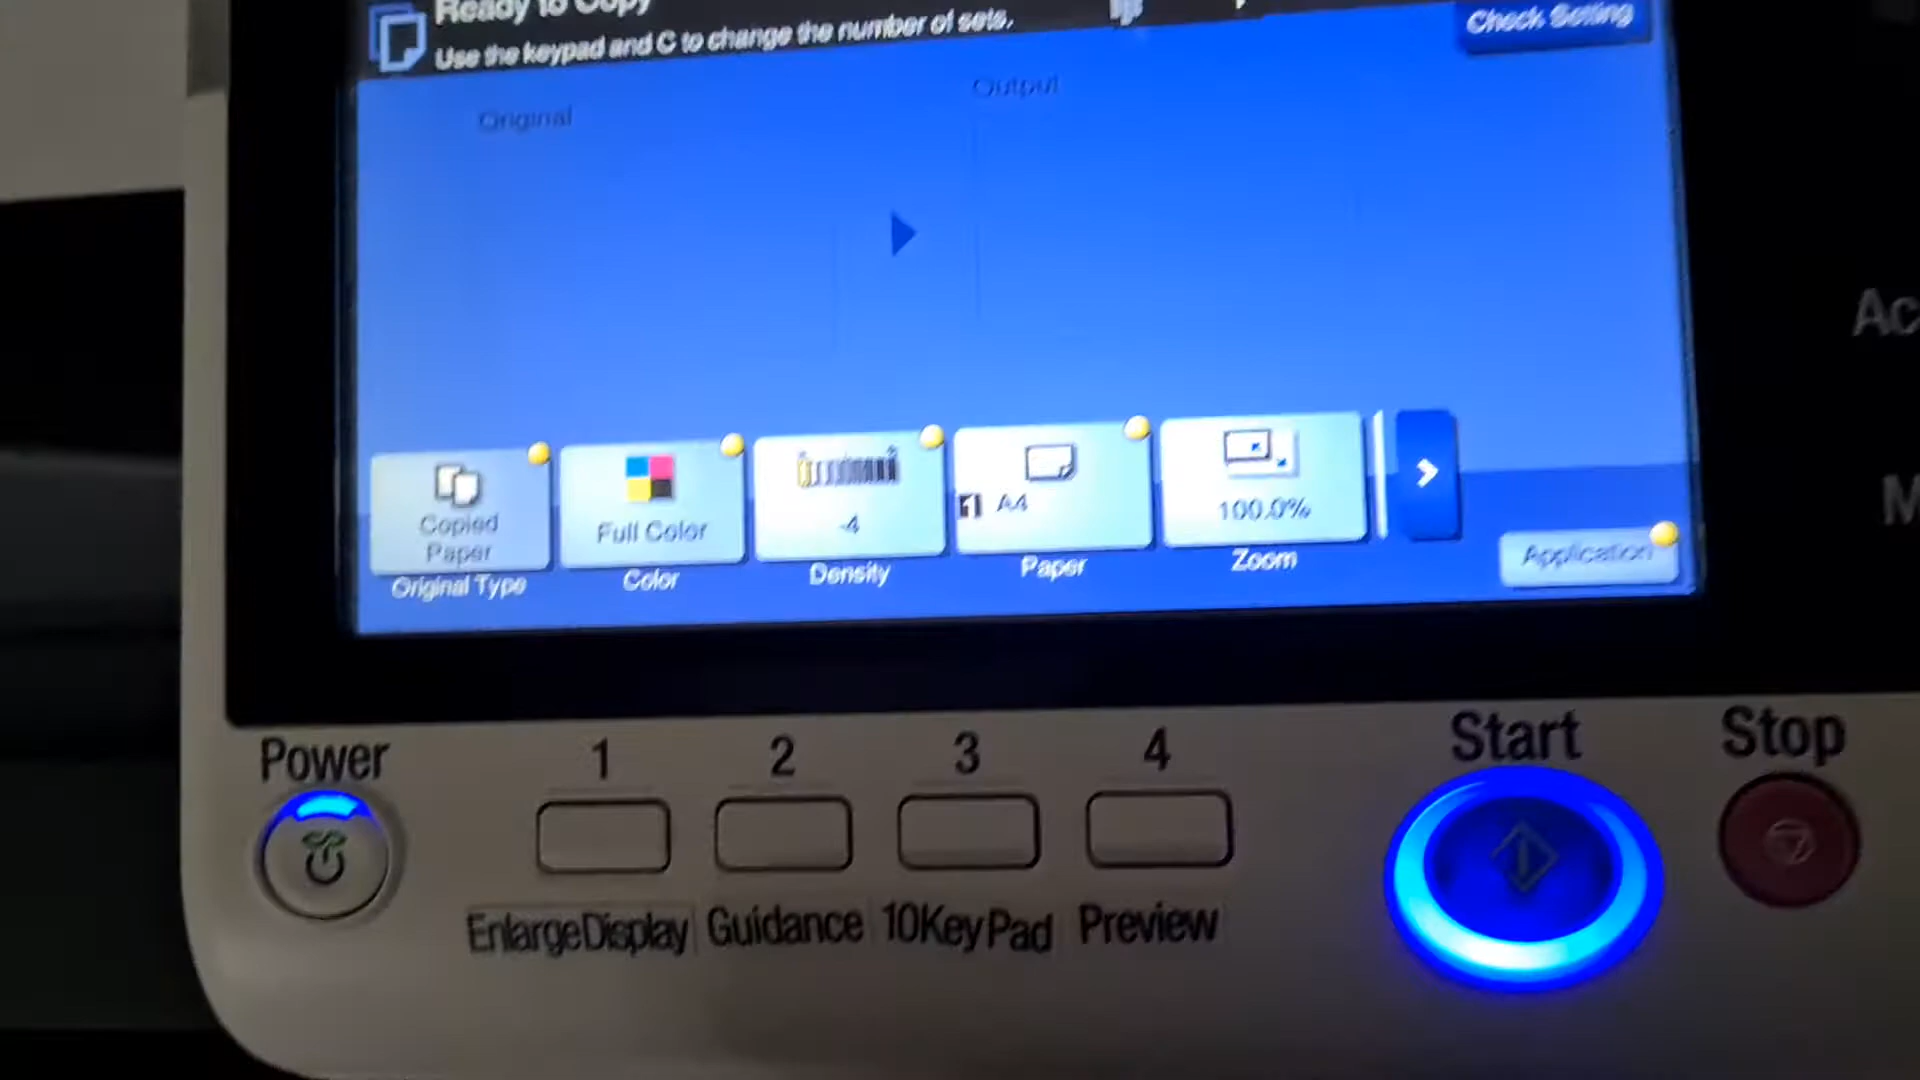 Ready to Copy
Use the keypad and C to change the number of sets.
Check Setting
Original
Output
Copied
Paper
Full Color
-4
1 A4
100.0%
Original Type
Color
Density
Paper
Zoom
Application
Power
1
2
3
4
Start
Stop
EnlargeDisplay
Guidance
10KeyPad
Preview